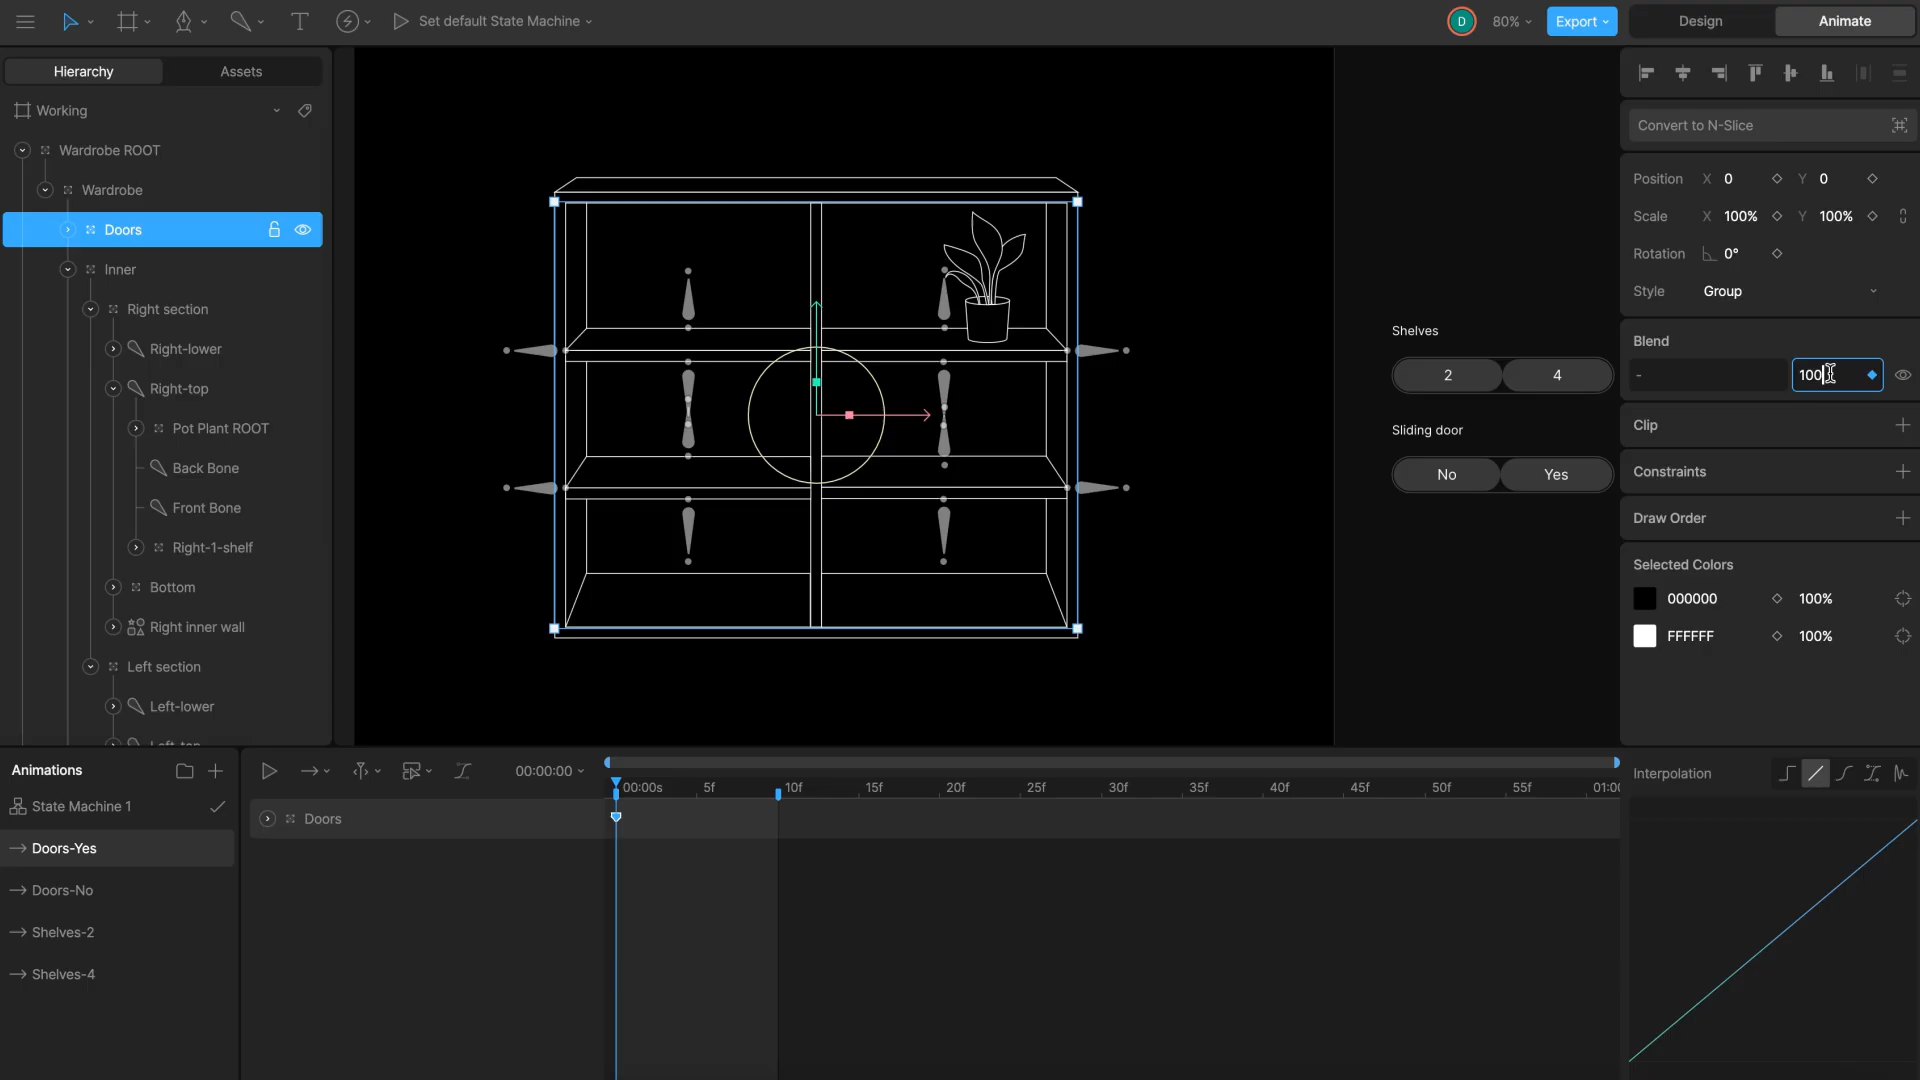 Set default State Machine
D
80%
Export
Design
Animate
Hierarchy
Assets
Working
Wardrobe ROOT
Wardrobe
Doors
Inner
Right section
Right-lower
Right-top
Pot Plant ROOT
Back Bone
Front Bone
Right-1-shelf
Bottom
Right inner wall
Left section
Left-lower
Left-top
Shelves
2
4
Sliding door
No
Yes
Convert to N-Slice
Position X 0 Y 0
Scale X 100% Y 100%
Rotation 0°
Style Group
Blend
- 100
Clip
Constraints
Draw Order
Selected Colors
000000 100%
FFFFFF 100%
Animations
State Machine 1
Doors-Yes
Doors-No
Shelves-2
Shelves-4
00:00:00
00:00s 5f 10f 15f 20f 25f 30f 35f 40f 45f 50f 55f 01:0
Doors
Interpolation